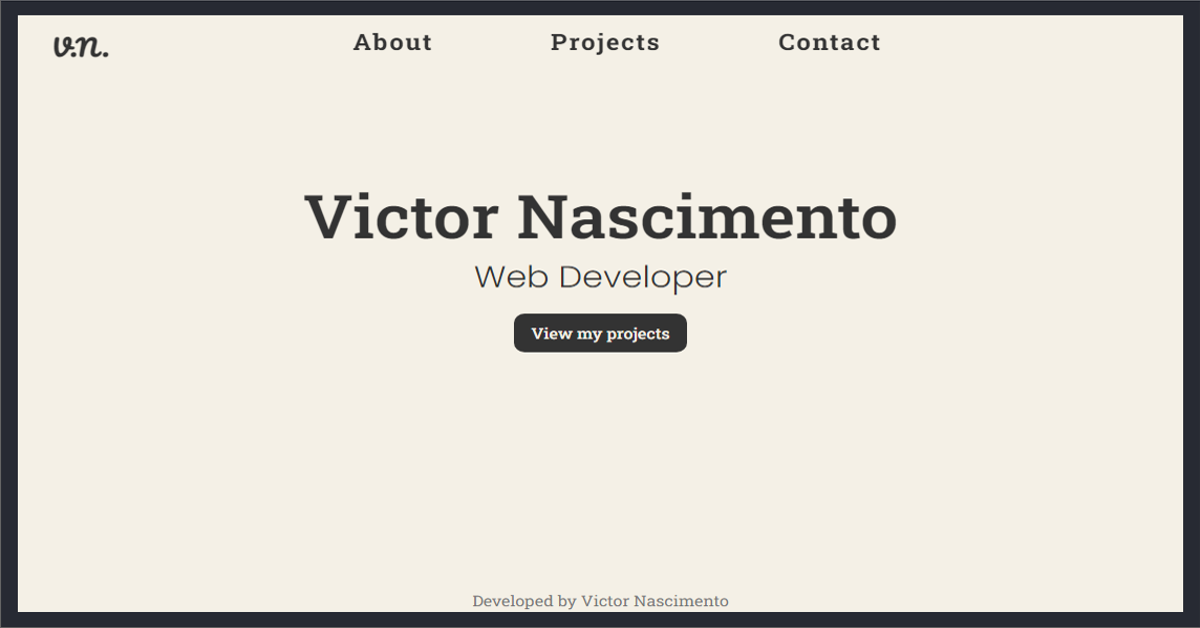 v.n. About Projects Contact
Victor Nascimento
Web Developer
View my projects
Developed by Victor Nascimento